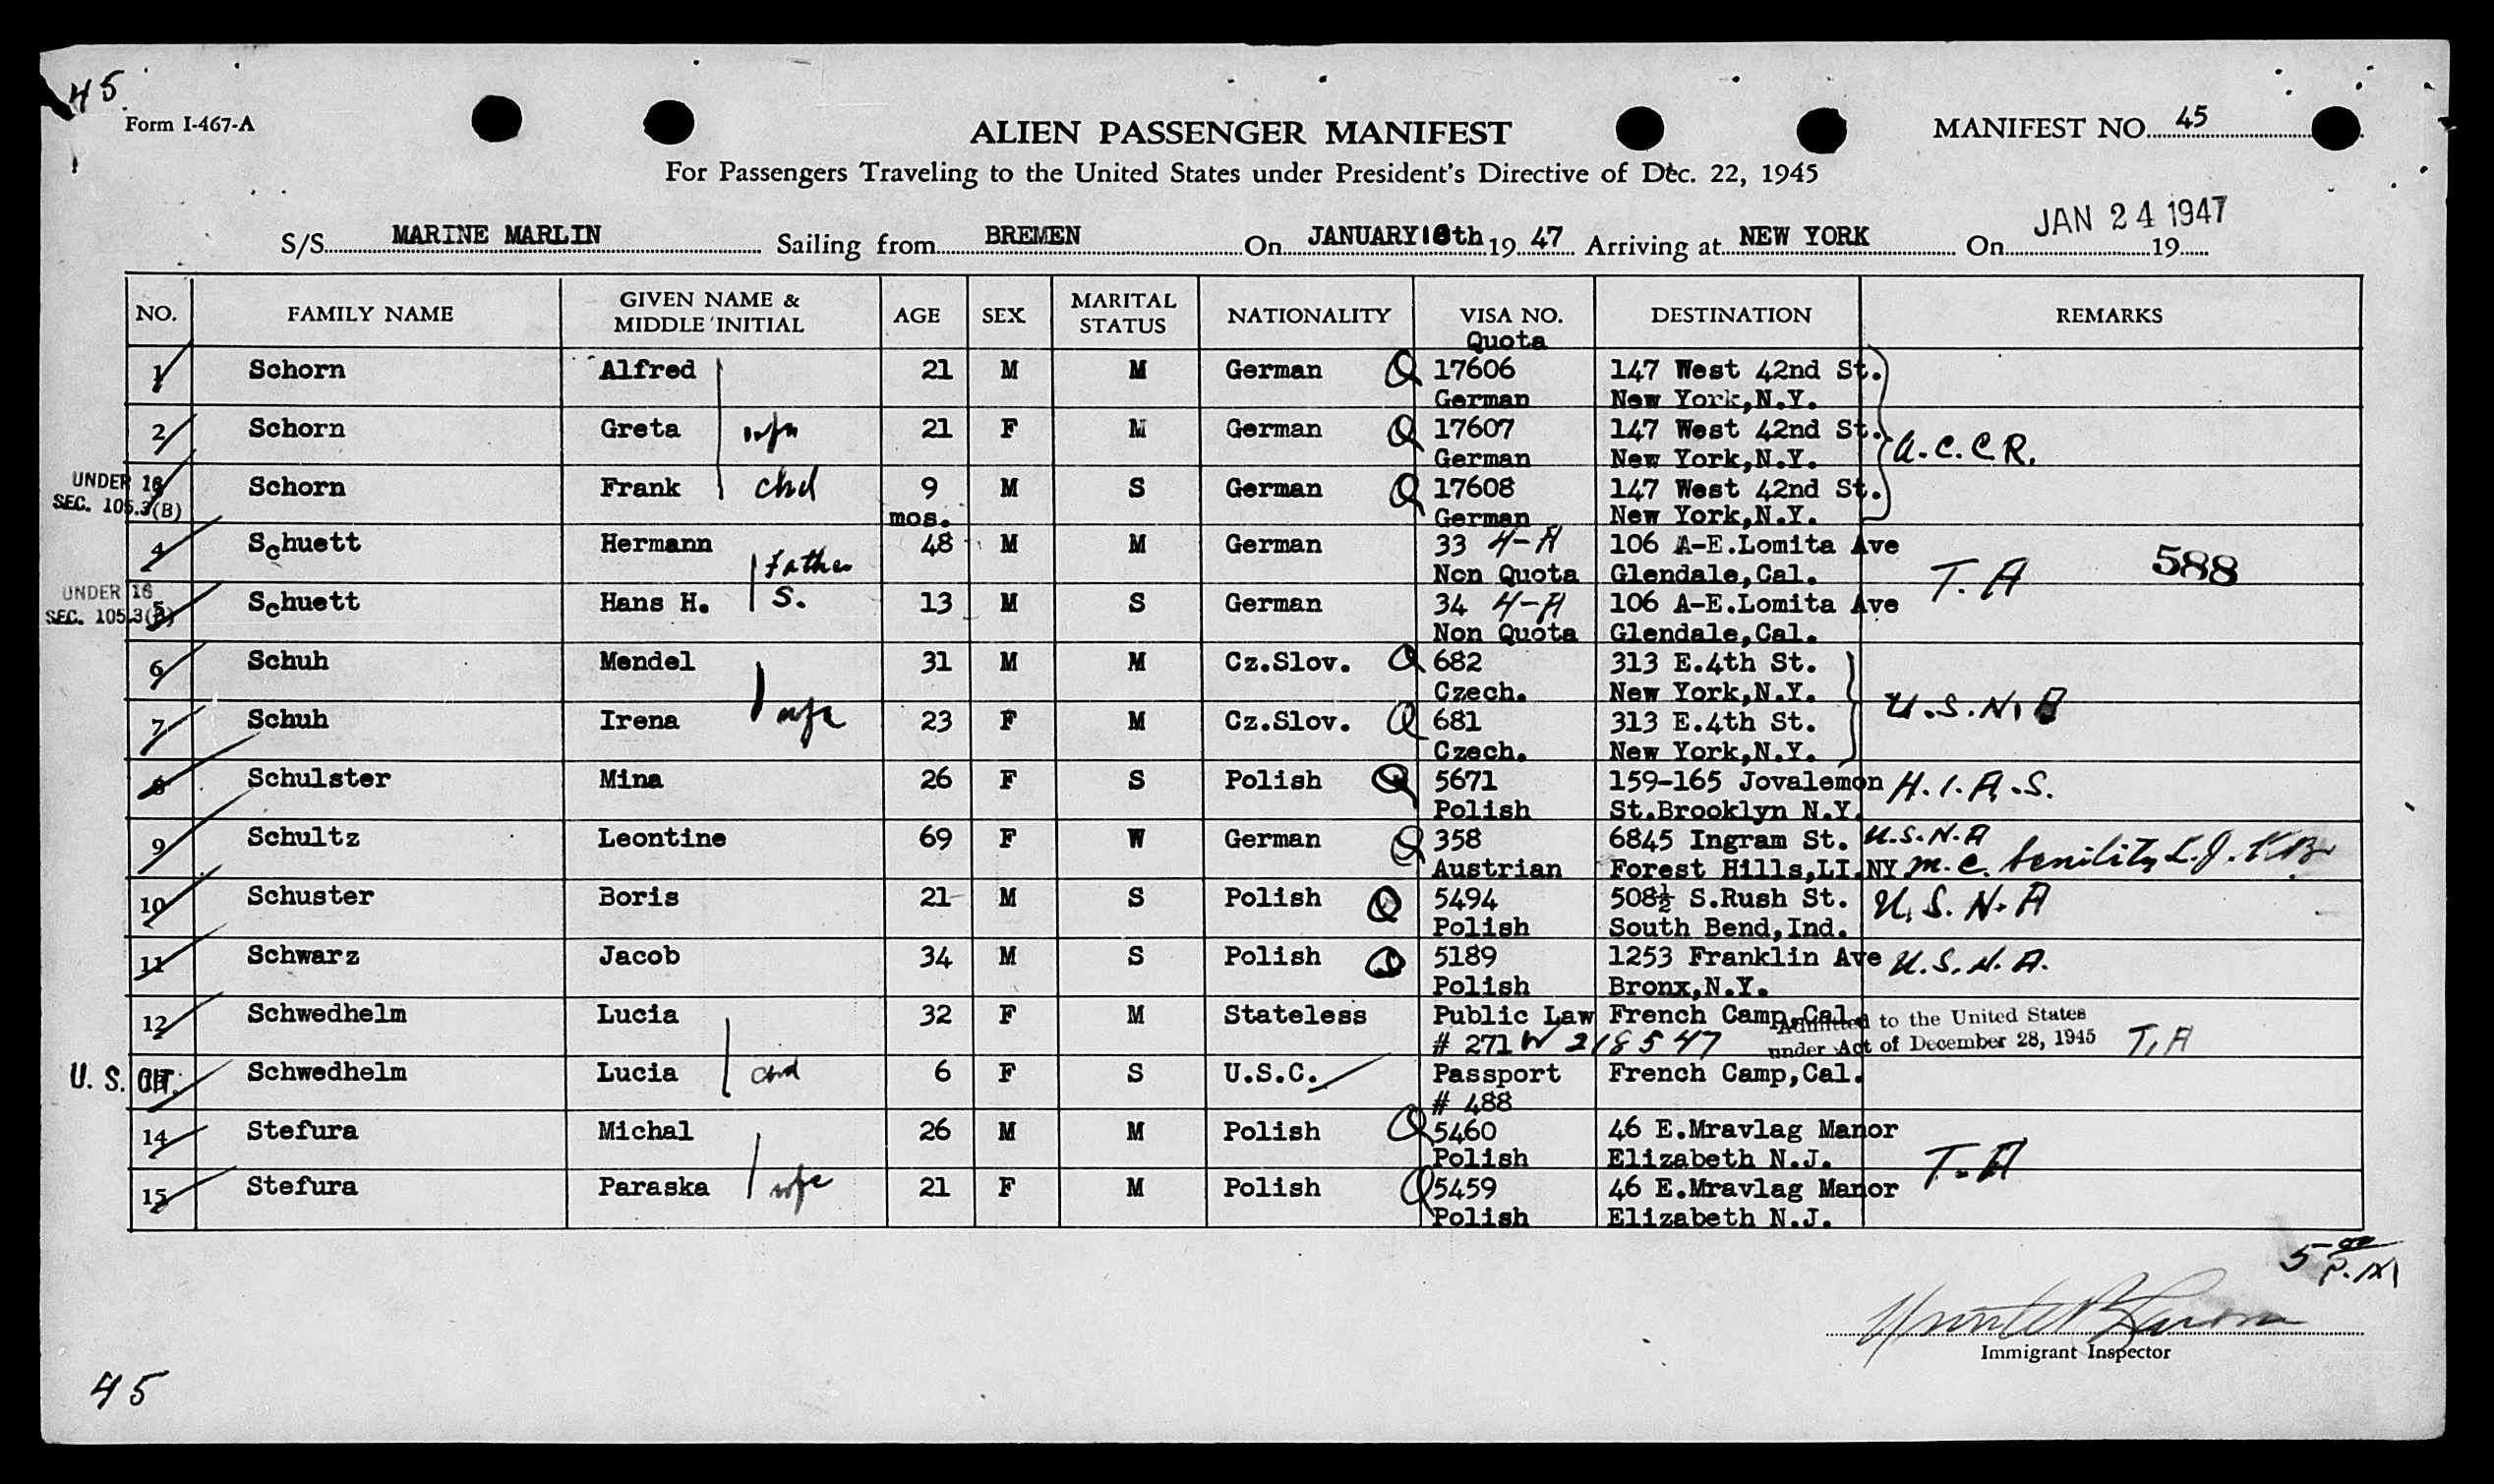 45
Form I-467-A
ALIEN PASSENGER MANIFEST
MANIFEST NO. 45
For Passengers Traveling to the United States under President's Directive of Dec. 22, 1945
S/S MARINE MARLIN Sailing from BREMEN On JANUARY 16th 19 47 Arriving at NEW YORK On JAN 24 1947 19
NO. FAMILY NAME GIVEN NAME & MIDDLE INITIAL AGE SEX MARITAL STATUS NATIONALITY VISA NO. DESTINATION REMARKS
Quota
1 Schorn Alfred 21 M M German Q 17606 147 West 42nd St.
German New York,N.Y.
2 Schorn Greta wife 21 F M German Q 17607 147 West 42nd St. A.C.C.R.
German New York,N.Y.
UNDER 16 Schorn Frank chd 9 M S German Q 17608 147 West 42nd St.
SEC. 105.3(B) mos. German New York,N.Y.
4 Schuett Hermann Father 48 M M German 33 4-A 106 A-E.Lomita Ave T.A 588
Non Quota Glendale,Cal.
UNDER 16 5 Schuett Hans H. S. 13 M S German 34 4-A 106 A-E.Lomita Ave
SEC. 105.3(B) Non Quota Glendale,Cal.
6 Schuh Mendel 31 M M Cz.Slov. Q 682 313 E.4th St.
Czech. New York,N.Y. U.S.N.A
7 Schuh Irena wife 23 F M Cz.Slov. Q 681 313 E.4th St.
Czech. New York,N.Y.
8 Schulster Mina 26 F S Polish Q 5671 159-165 Jovalemon H.I.A.S.
Polish St.Brooklyn N.Y.
9 Schultz Leontine 69 F W German Q 358 6845 Ingram St. U.S.N.A
Austrian Forest Hills,LI.NY m.c. senility
10 Schuster Boris 21 M S Polish Q 5494 508½ S.Rush St. U.S.N.A
Polish South Bend,Ind.
11 Schwarz Jacob 34 M S Polish Q 5189 1253 Franklin Ave U.S.N.A.
Polish Bronx,N.Y.
12 Schwedhelm Lucia 32 F M Stateless Public Law French Camp,Cal. Admitted to the United States
# 271 W 218547 under Act of December 28, 1945 T.A
U. S. CIT. Schwedhelm Lucia chd 6 F S U.S.C. Passport French Camp,Cal.
# 488
14 Stefura Michal 26 M M Polish Q 5460 46 E.Mravlag Manor
Polish Elizabeth N.J. T.A
15 Stefura Paraska wife 21 F M Polish Q 5459 46 E.Mravlag Manor
Polish Elizabeth N.J.
5 00
Immigrant Inspector
45